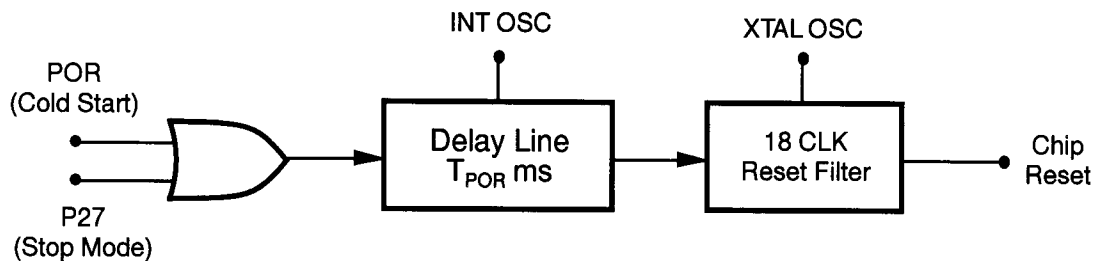 INT OSC
XTAL OSC
POR
(Cold Start)
Delay Line
T_POR ms
18 CLK
Reset Filter
Chip
Reset
P27
(Stop Mode)